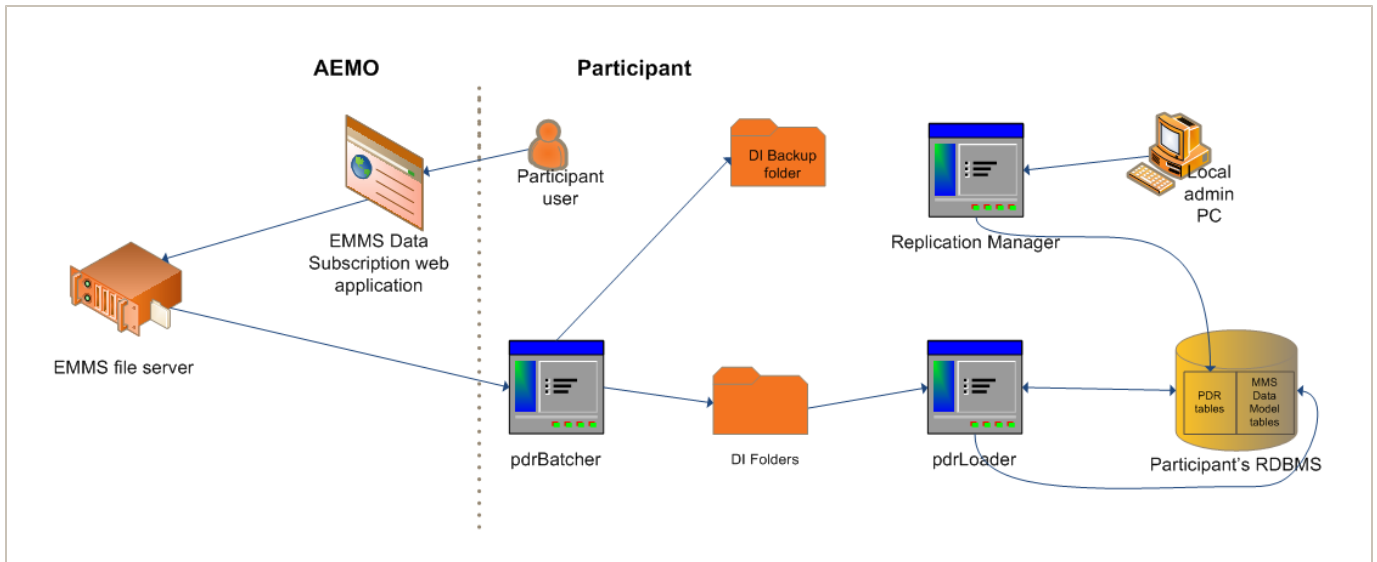 AEMO
Participant
Participant
user
DI Backup
folder
Local
admin
PC
EMMS Data
Subscription web
application
Replication Manager
EMMS file server
PDR
tables
MMS
Data
Model
tables
pdrBatcher
DI Folders
pdrLoader
Participant's RDBMS